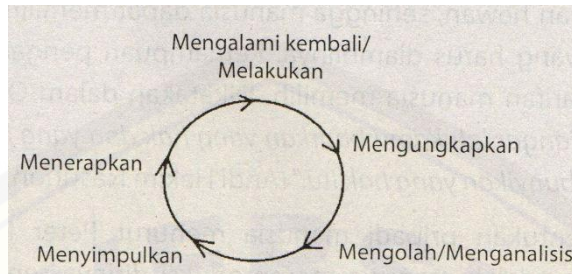 Mengalami kembali/
Melakukan
Mengungkapkan
Menerapkan
Menyimpulkan
Mengolah/Menganalisis